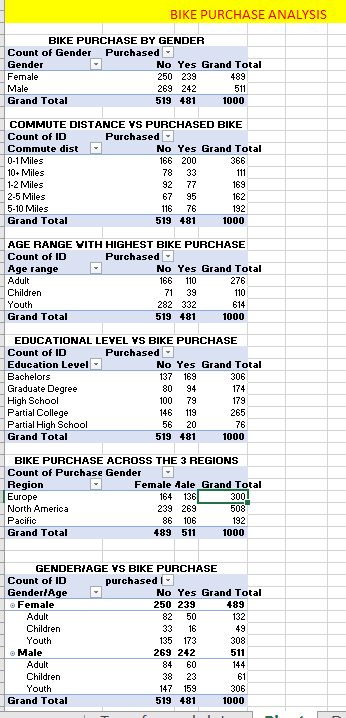 BIKE PURCHASE ANALYSIS
BIKE PURCHASE BY GENDER
Count of Gender Purchased
Gender No Yes Grand Total
Female 250 239 489
Male 269 242 511
Grand Total 519 481 1000
COMMUTE DISTANCE VS PURCHASED BIKE
Count of ID Purchased
Commute dist No Yes Grand Total
0-1 Miles 166 200 366
10+ Miles 78 33 111
1-2 Miles 92 77 169
2-5 Miles 67 95 162
5-10 Miles 116 76 192
Grand Total 519 481 1000
AGE RANGE WITH HIGHEST BIKE PURCHASE
Count of ID Purchased
Age range No Yes Grand Total
Adult 166 110 276
Children 71 39 110
Youth 282 332 614
Grand Total 519 481 1000
EDUCATIONAL LEVEL VS BIKE PURCHASE
Count of ID Purchased
Education Level No Yes Grand Total
Bachelors 137 169 306
Graduate Degree 80 94 174
High School 100 79 179
Partial College 146 119 265
Partial High School 56 20 76
Grand Total 519 481 1000
BIKE PURCHASE ACROSS THE 3 REGIONS
Count of Purchase Gender
Region Female Male Grand Total
Europe 164 136 300
North America 239 269 508
Pacific 86 106 192
Grand Total 489 511 1000
GENDER/AGE VS BIKE PURCHASE
Count of ID purchased
Gender/Age No Yes Grand Total
Female 250 239 489
Adult 82 50 132
Children 33 16 49
Youth 135 173 308
Male 269 242 511
Adult 84 60 144
Children 38 23 61
Youth 147 159 306
Grand Total 519 481 1000